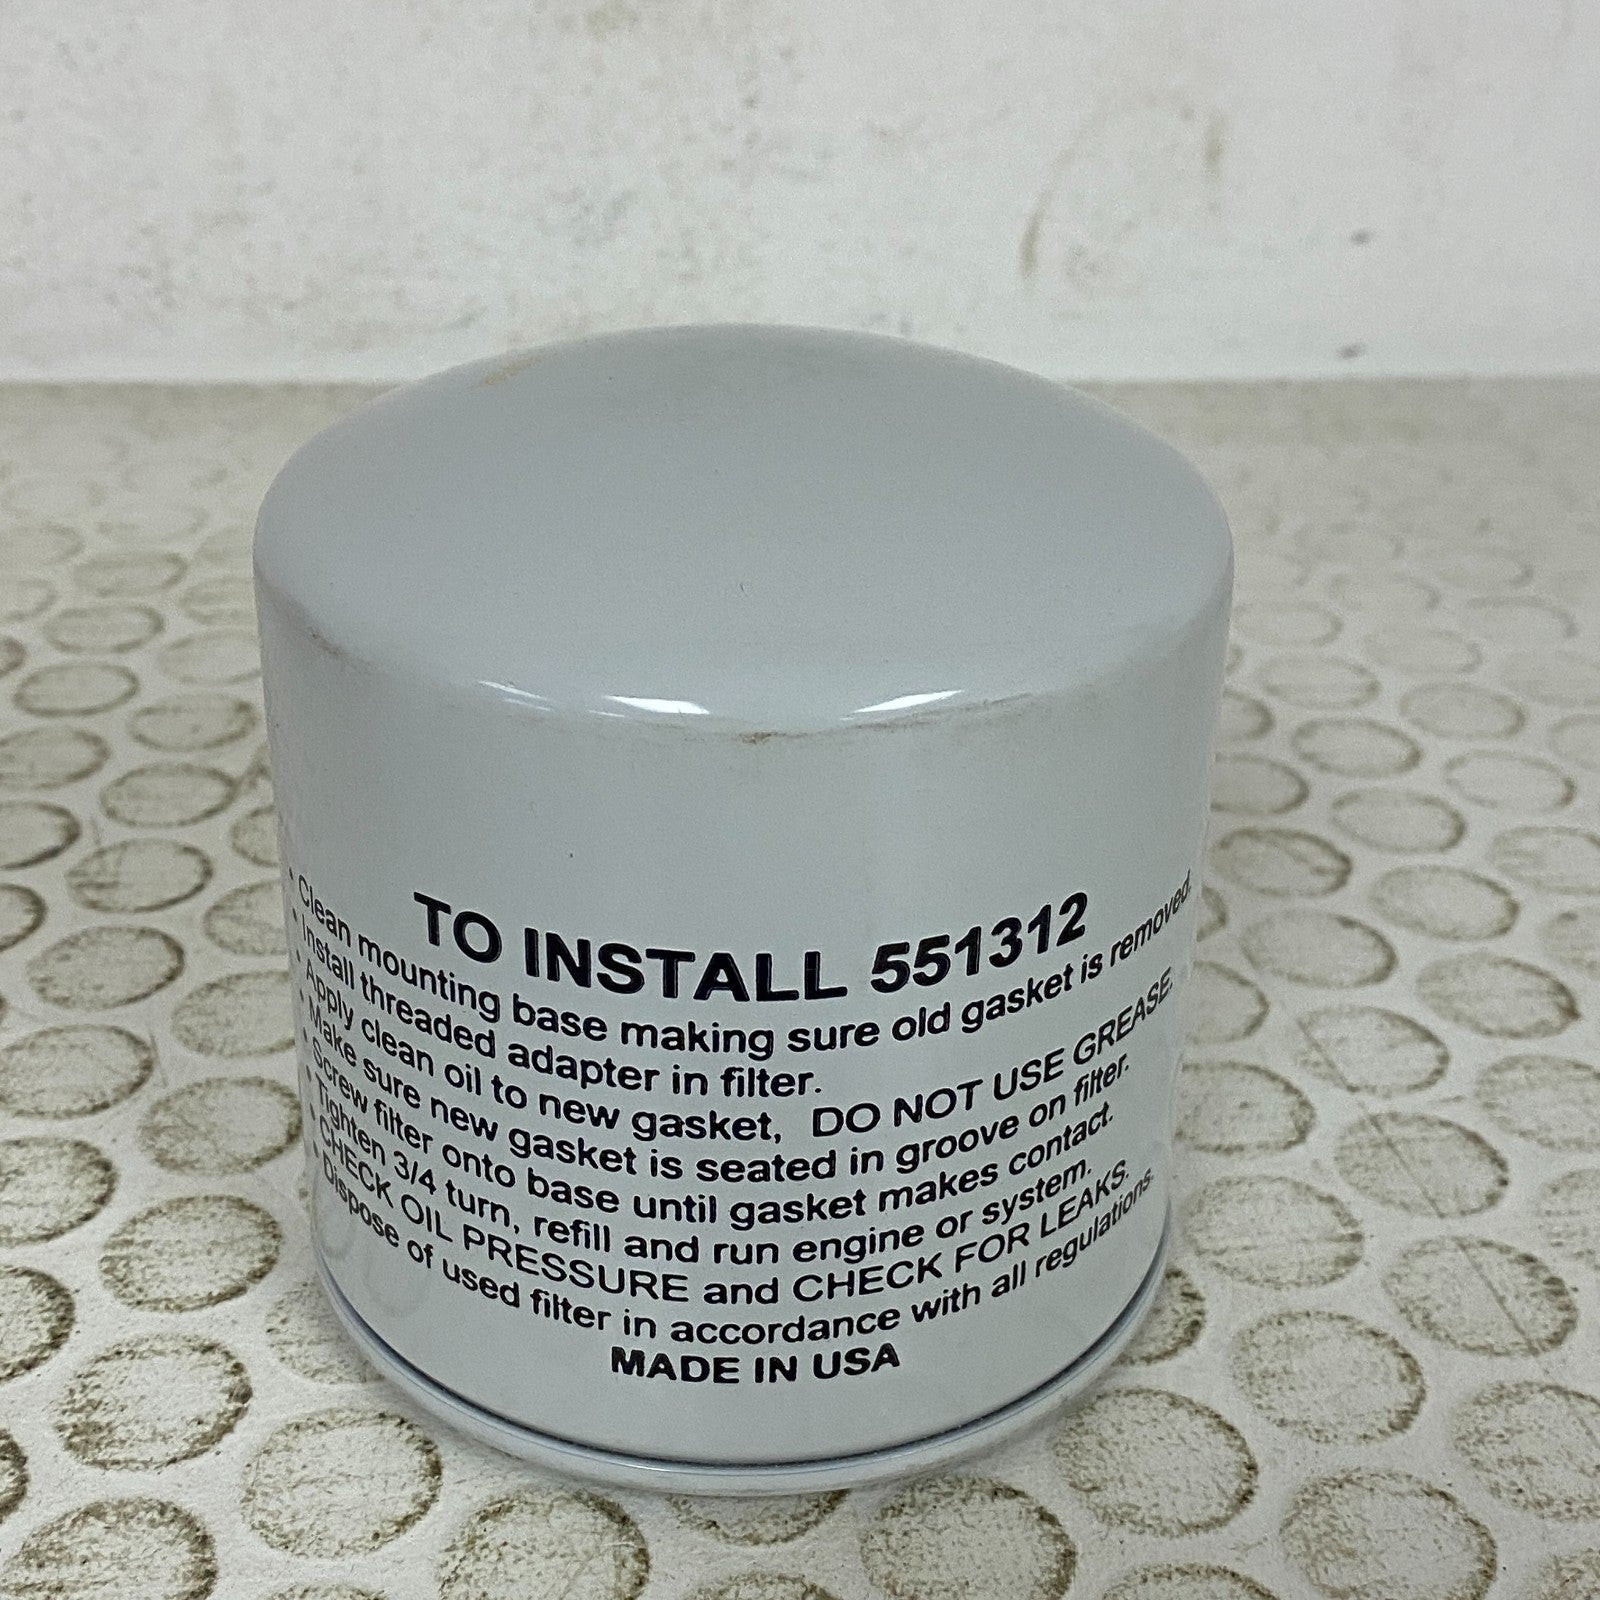 TO INSTALL 551312
• Clean mounting base making sure old gasket is removed.
• Install threaded adapter in filter.
• Apply clean oil to new gasket, DO NOT USE GREASE.
• Make sure new gasket is seated in groove on filter.
• Screw filter onto base until gasket makes contact.
• Tighten 3/4 turn, refill and run engine or system.
• CHECK OIL PRESSURE and CHECK FOR LEAKS.
• Dispose of used filter in accordance with all regulations.
MADE IN USA